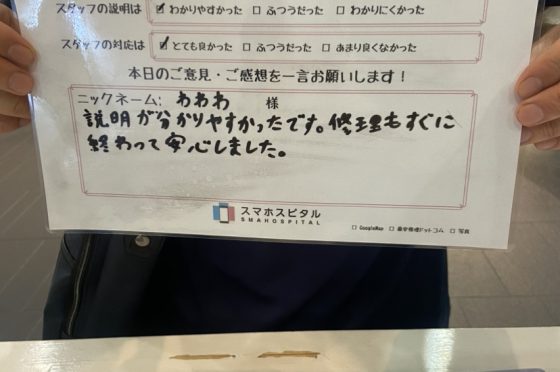 スタッフの説明は ☑ わかりやすかった □ ふつうだった □ わかりにくかった
スタッフの対応は ☑ とても良かった □ ふつうだった □ あまり良くなかった
本日のご意見・ご感想を一言お願いします！
ニックネーム: われわ 様
説明が分かりやすかったです。修理もすぐに
終わって安心しました。
スマホスピタル
SMAHOSPITAL
□ GoogleMap □ 最安修理ドットコム □ 写真